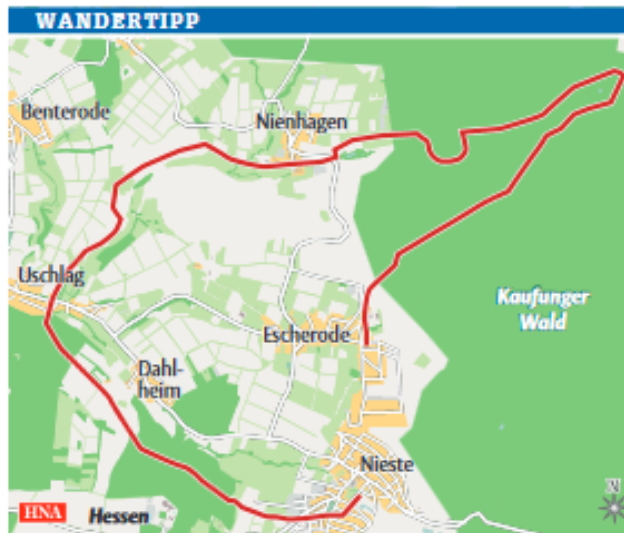 WANDERTIPP
Benterode
Nienhagen
Uschlag
Kaufunger
Wald
Escherode
Dahl-
heim
Nieste
N
HNA
Hessen